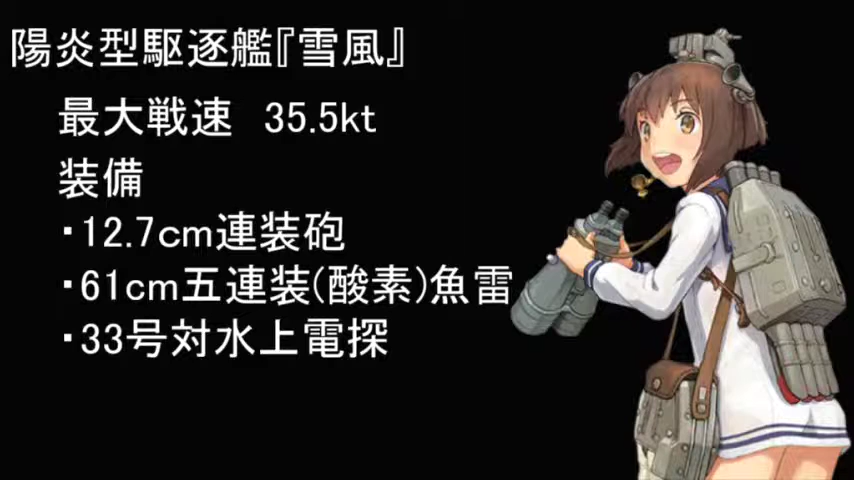 陽炎型駆逐艦『雪風』
最大戦速 35.5kt
装備
・12.7cm連装砲
・61cm五連装(酸素)魚雷
・33号対水上電探